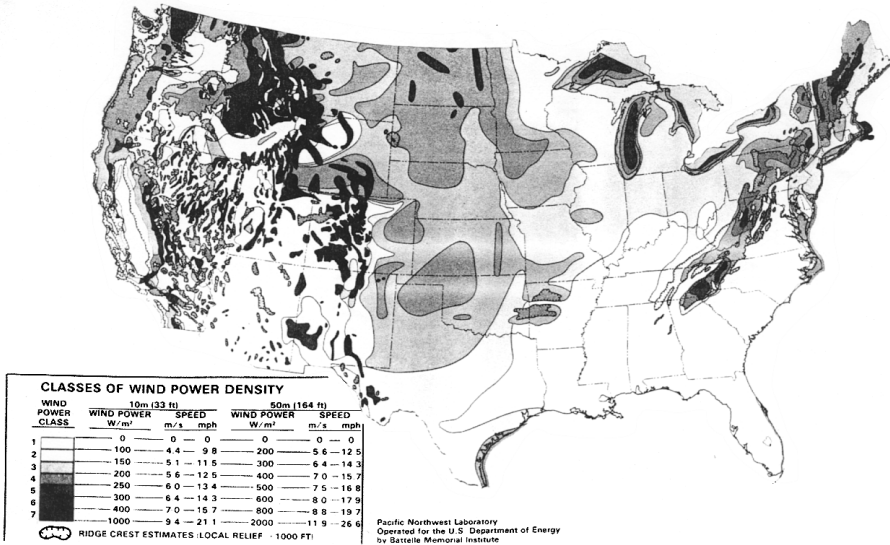 CLASSES OF WIND POWER DENSITY
WIND POWER CLASS 10m (33 ft) 50m (164 ft)
WIND POWER W/m² SPEED m/s mph WIND POWER W/m² SPEED m/s mph
0 0 0 0 0 0
1
100 4.4 9.8 200 5.6 12.5
2
150 5.1 11.5 300 6.4 14.3
3
200 5.6 12.5 400 7.0 15.7
4
250 6.0 13.4 500 7.5 16.8
5
300 6.4 14.3 600 8.0 17.9
6
400 7.0 15.7 800 8.8 19.7
7
1000 9.4 21.1 2000 11.9 26.6
RIDGE CREST ESTIMATES (LOCAL RELIEF 1000 FT)
Pacific Northwest Laboratory
Operated for the U.S Department of Energy
by Battelle Memorial Institute